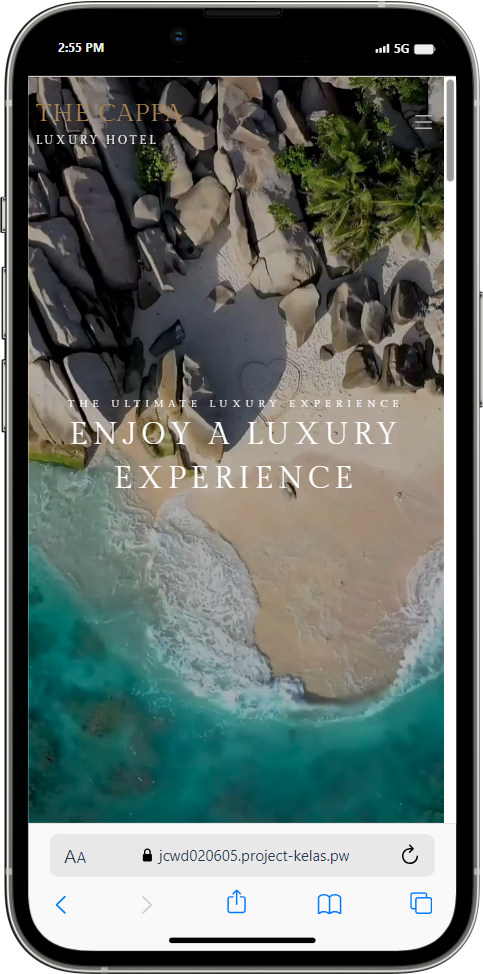 2:55 PM
5G
THE CAPPA
LUXURY HOTEL
THE ULTIMATE LUXURY EXPERIENCE
ENJOY A LUXURY
EXPERIENCE
AA
jcwd020605.project-kelas.pw